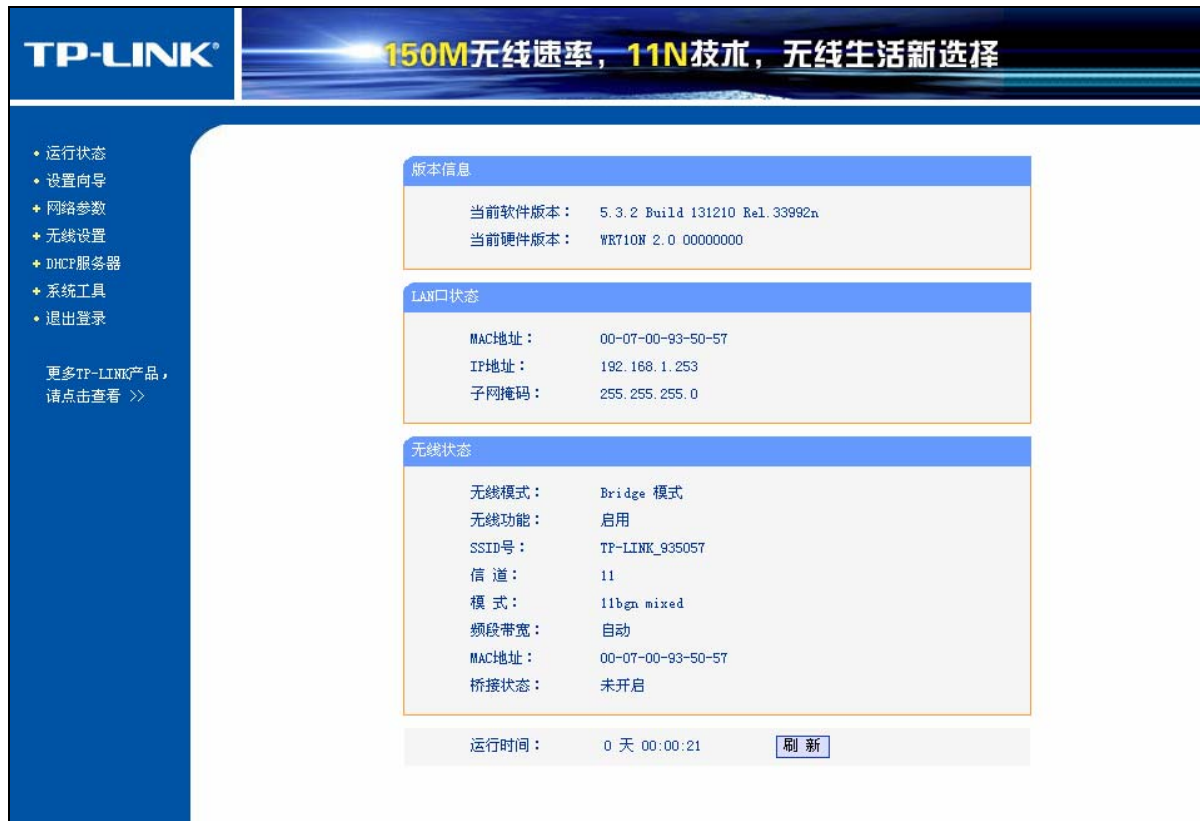 TP-LINK®
150M无线速率，11N技术，无线生活新选择
运行状态
设置向导
网络参数
无线设置
DHCP服务器
系统工具
退出登录
更多TP-LINK产品，
请点击查看 >>
版本信息
当前软件版本： 5.3.2 Build 131210 Rel.33992n
当前硬件版本： WR710N 2.0 00000000
LAN口状态
MAC地址： 00-07-00-93-50-57
IP地址： 192.168.1.253
子网掩码： 255.255.255.0
无线状态
无线模式： Bridge 模式
无线功能： 启用
SSID号： TP-LINK_935057
信 道： 11
模 式： 11bgn mixed
频段带宽： 自动
MAC地址： 00-07-00-93-50-57
桥接状态： 未开启
运行时间： 0 天 00:00:21 刷 新